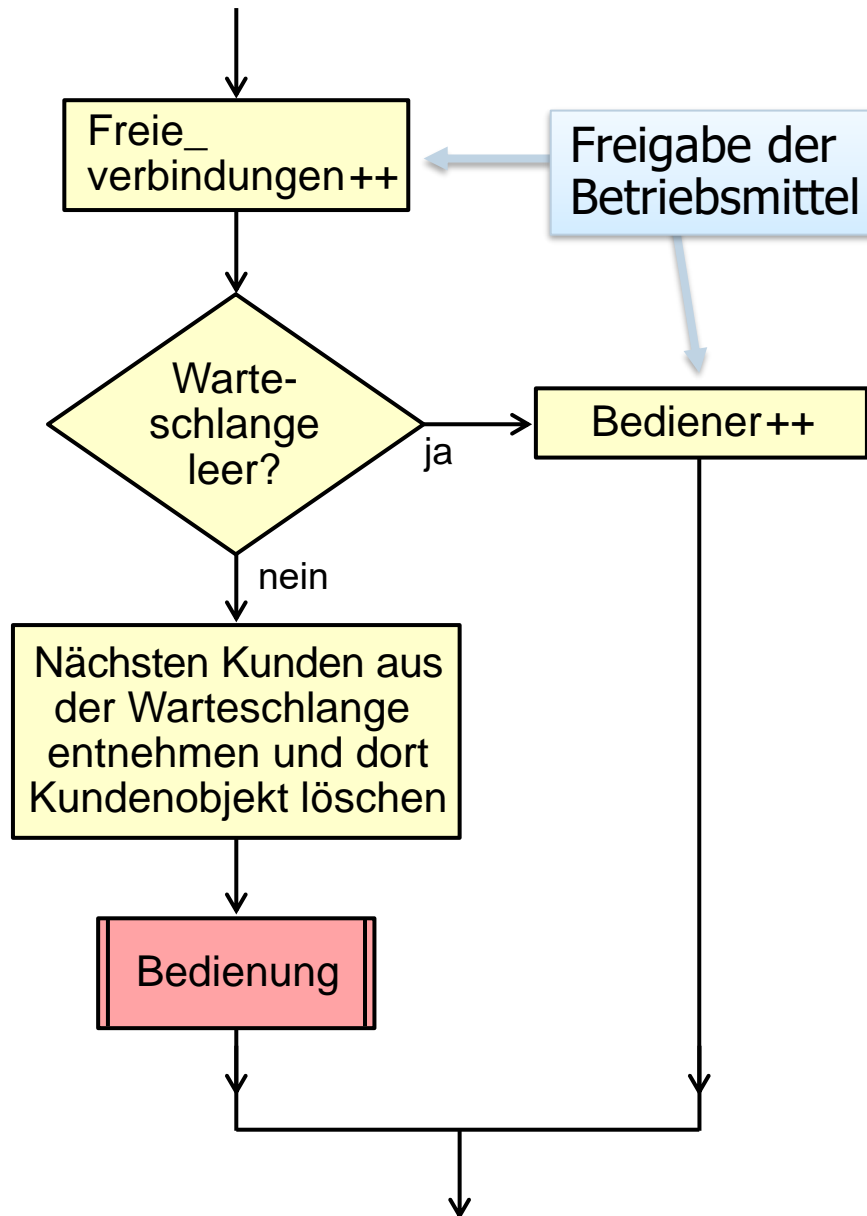 Freie_
verbindungen++
Freigabe der
Betriebsmittel
Warte-
schlange
leer?
ja
Bediener++
nein
Nächsten Kunden aus
der Warteschlange
entnehmen und dort
Kundenobjekt löschen
Bedienung